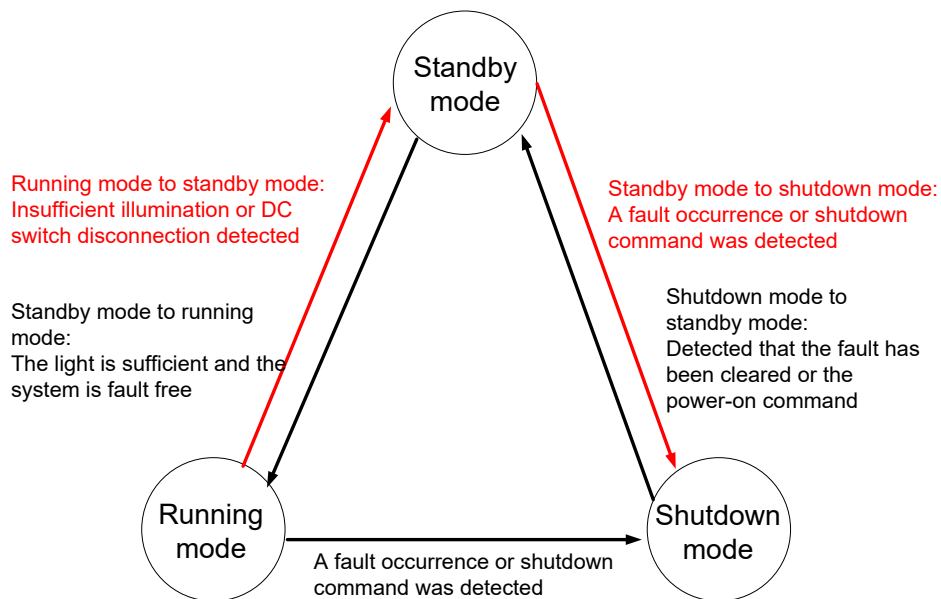 Standby
mode
Running mode to standby mode:
Insufficient illumination or DC
switch disconnection detected
Standby mode to shutdown mode:
A fault occurrence or shutdown
command was detected
Standby mode to running
mode:
The light is sufficient and the
system is fault free
Shutdown mode to
standby mode:
Detected that the fault has
been cleared or the
power-on command
Running
mode
Shutdown
mode
A fault occurrence or shutdown
command was detected